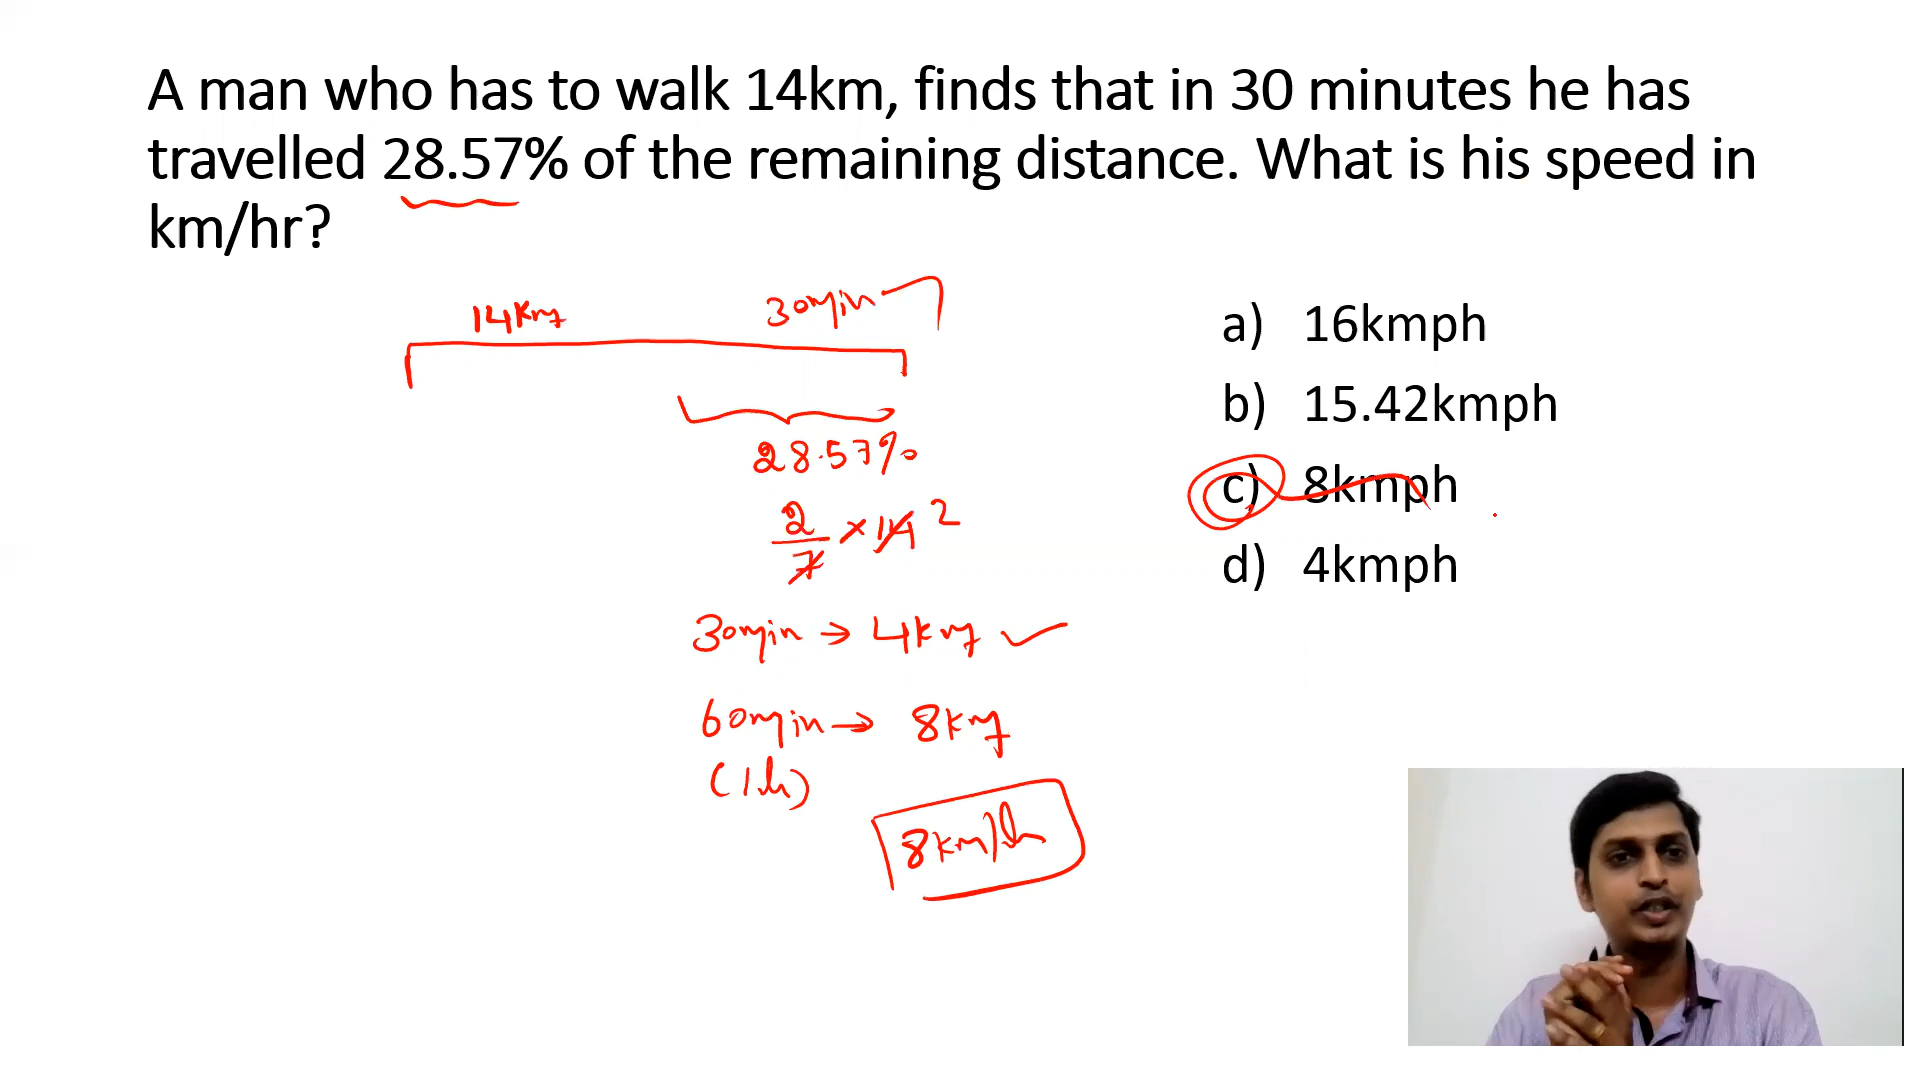 A man who has to walk 14km, finds that in 30 minutes he has
travelled 28.57% of the remaining distance. What is his speed in
km/hr?
14km 30min
28.57%
2/7 × 14 2
30min → 4km ✓
60min → 8km
(1h)
8km/h
a) 16kmph
b) 15.42kmph
c) 8kmph
d) 4kmph